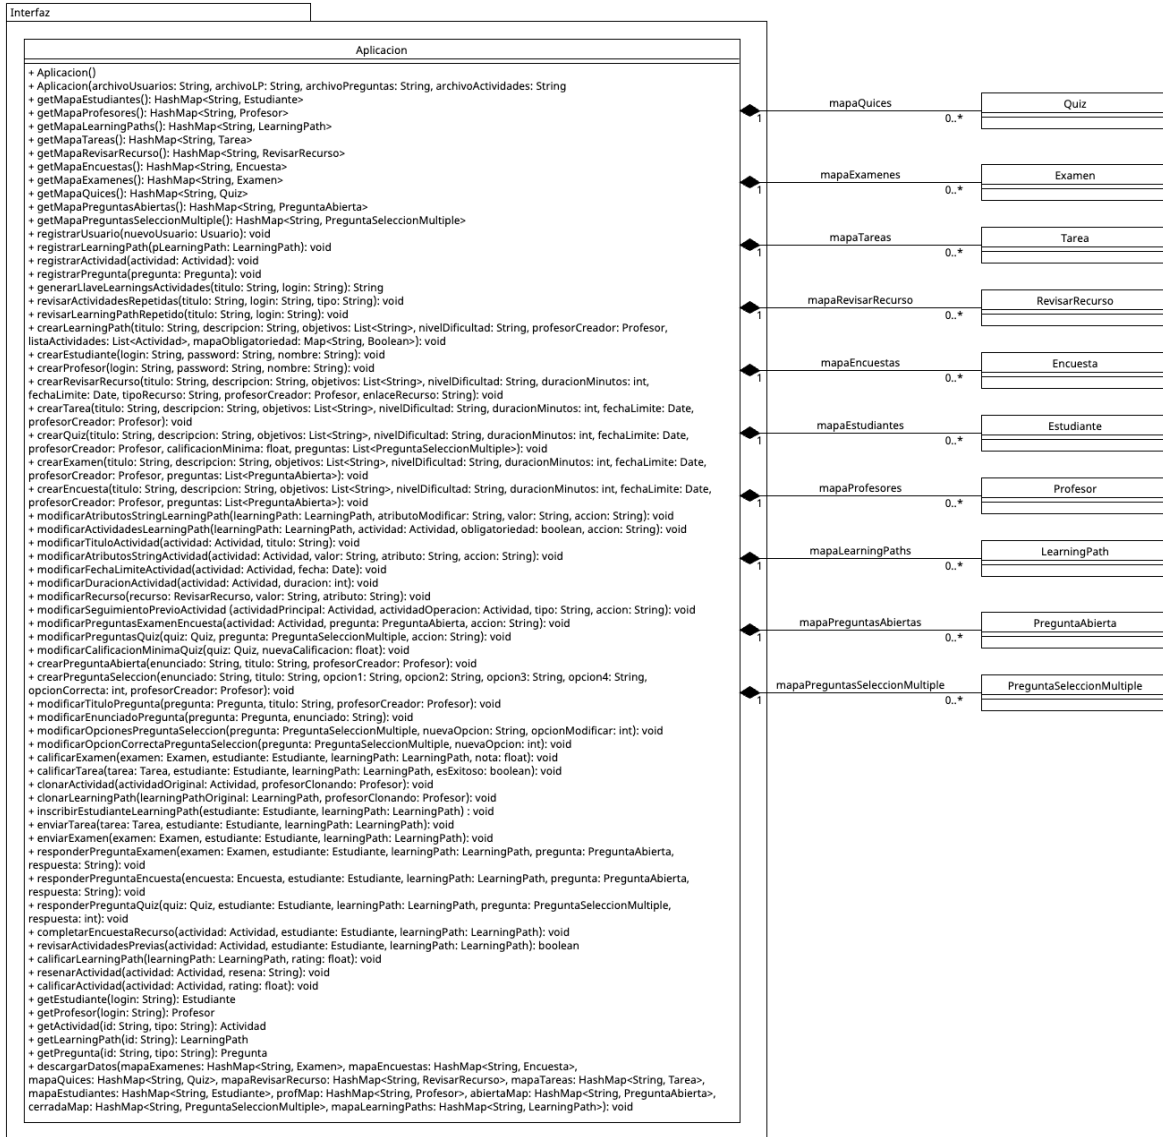 Interfaz
Aplicacion
+ Aplicacion()
+ Aplicacion(archivoUsuarios: String, archivoLP: String, archivoPreguntas: String, archivoActividades: String
+ getMapaEstudiantes(): HashMap<String, Estudiante>
+ getMapaProfesores(): HashMap<String, Profesor>
+ getMapaLearningPaths(): HashMap<String, LearningPath>
+ getMapaTareas(): HashMap<String, Tarea>
+ getMapaRevisarRecurso(): HashMap<String, RevisarRecurso>
+ getMapaEncuestas(): HashMap<String, Encuesta>
+ getMapaExamenes(): HashMap<String, Examen>
+ getMapaQuices(): HashMap<String, Quiz>
+ getMapaPreguntasAbiertas(): HashMap<String, PreguntaAbierta>
+ getMapaPreguntasSeleccionMultiple(): HashMap<String, PreguntaSeleccionMultiple>
+ registrarUsuario(nuevoUsuario: Usuario): void
+ registrarLearningPath(pLearningPath: LearningPath): void
+ registrarActividad(actividad: Actividad): void
+ registrarPregunta(pregunta: Pregunta): void
+ generarLlaveLearningsActividades(titulo: String, login: String): String
+ revisarActividadesRepetidas(titulo: String, login: String, tipo: String): void
+ revisarLearningPathRepetido(titulo: String, login: String): void
+ crearLearningPath(titulo: String, descripcion: String, objetivos: List<String>, nivelDificultad: String, profesorCreador: Profesor,
listaActividades: List<Actividad>, mapaObligatoriedad: Map<String, Boolean>): void
+ crearEstudiante(login: String, password: String, nombre: String): void
+ crearProfesor(login: String, password: String, nombre: String): void
+ crearRevisarRecurso(titulo: String, descripcion: String, objetivos: List<String>, nivelDificultad: String, duracionMinutos: int,
fechaLimite: Date, tipoRecurso: String, profesorCreador: Profesor, enlaceRecurso: String): void
+ crearTarea(titulo: String, descripcion: String, objetivos: List<String>, nivelDificultad: String, duracionMinutos: int, fechaLimite: Date,
profesorCreador: Profesor): void
+ crearQuiz(titulo: String, descripcion: String, objetivos: List<String>, nivelDificultad: String, duracionMinutos: int, fechaLimite: Date,
profesorCreador: Profesor, calificacionMinima: float, preguntas: List<PreguntaSeleccionMultiple>): void
+ crearExamen(titulo: String, descripcion: String, objetivos: List<String>, nivelDificultad: String, duracionMinutos: int, fechaLimite: Date,
profesorCreador: Profesor, preguntas: List<PreguntaAbierta>): void
+ crearEncuesta(titulo: String, descripcion: String, objetivos: List<String>, nivelDificultad: String, duracionMinutos: int, fechaLimite: Date,
profesorCreador: Profesor, preguntas: List<PreguntaAbierta>): void
+ modificarAtributosStringLearningPath(learningPath: LearningPath, atributoModificar: String, valor: String, accion: String): void
+ modificarActividadesLearningPath(learningPath: LearningPath, actividad: Actividad, obligatoriedad: boolean, accion: String): void
+ modificarTituloActividad(actividad: Actividad, titulo: String): void
+ modificarAtributosStringActividad(actividad: Actividad, valor: String, atributo: String, accion: String): void
+ modificarFechaLimiteActividad(actividad: Actividad, fecha: Date): void
+ modificarDuracionActividad(actividad: Actividad, duracion: int): void
+ modificarRecurso(recurso: RevisarRecurso, valor: String, atributo: String): void
+ modificarSeguimientoPrevioActividad (actividadPrincipal: Actividad, actividadOperacion: Actividad, tipo: String, accion: String): void
+ modificarPreguntasExamenEncuesta(actividad: Actividad, pregunta: PreguntaAbierta, accion: String): void
+ modificarPreguntasQuiz(quiz: Quiz, pregunta: PreguntaSeleccionMultiple, accion: String): void
+ modificarCalificacionMinimaQuiz(quiz: Quiz, nuevaCalificacion: float): void
+ crearPreguntaAbierta(enunciado: String, titulo: String, profesorCreador: Profesor): void
+ crearPreguntaSeleccion(enunciado: String, titulo: String, opcion1: String, opcion2: String, opcion3: String, opcion4: String,
opcionCorrecta: int, profesorCreador: Profesor): void
+ modificarTituloPregunta(pregunta: Pregunta, titulo: String, profesorCreador: Profesor): void
+ modificarEnunciadoPregunta(pregunta: Pregunta, enunciado: String): void
+ modificarOpcionesPreguntaSeleccion(pregunta: PreguntaSeleccionMultiple, nuevaOpcion: String, opcionModificar: int): void
+ modificarOpcionCorrectaPreguntaSeleccion(pregunta: PreguntaSeleccionMultiple, nuevaOpcion: int): void
+ calificarExamen(examen: Examen, estudiante: Estudiante, learningPath: LearningPath, nota: float): void
+ calificarTarea(tarea: Tarea, estudiante: Estudiante, learningPath: LearningPath, esExitoso: boolean): void
+ clonarActividad(actividadOriginal: Actividad, profesorClonando: Profesor): void
+ clonarLearningPath(learningPathOriginal: LearningPath, profesorClonando: Profesor): void
+ inscribirEstudianteLearningPath(estudiante: Estudiante, learningPath: LearningPath) : void
+ enviarTarea(tarea: Tarea, estudiante: Estudiante, learningPath: LearningPath): void
+ enviarExamen(examen: Examen, estudiante: Estudiante, learningPath: LearningPath): void
+ responderPreguntaExamen(examen: Examen, estudiante: Estudiante, learningPath: LearningPath, pregunta: PreguntaAbierta,
respuesta: String): void
+ responderPreguntaEncuesta(encuesta: Encuesta, estudiante: Estudiante, learningPath: LearningPath, pregunta: PreguntaAbierta,
respuesta: String): void
+ responderPreguntaQuiz(quiz: Quiz, estudiante: Estudiante, learningPath: LearningPath, pregunta: PreguntaSeleccionMultiple,
respuesta: int): void
+ completarEncuestaRecurso(actividad: Actividad, estudiante: Estudiante, learningPath: LearningPath): void
+ revisarActividadesPrevias(actividad: Actividad, estudiante: Estudiante, learningPath: LearningPath): boolean
+ calificarLearningPath(learningPath: LearningPath, rating: float): void
+ resenarActividad(actividad: Actividad, resena: String): void
+ calificarActividad(actividad: Actividad, rating: float): void
+ getEstudiante(login: String): Estudiante
+ getProfesor(login: String): Profesor
+ getActividad(id: String, tipo: String): Actividad
+ getLearningPath(id: String): LearningPath
+ getPregunta(id: String, tipo: String): Pregunta
+ descargarDatos(mapaExamenes: HashMap<String, Examen>, mapaEncuestas: HashMap<String, Encuesta>,
mapaQuices: HashMap<String, Quiz>, mapaRevisarRecurso: HashMap<String, RevisarRecurso>, mapaTareas: HashMap<String, Tarea>,
mapaEstudiantes: HashMap<String, Estudiante>, profMap: HashMap<String, Profesor>, abiertaMap: HashMap<String, PreguntaAbierta>,
cerradaMap: HashMap<String, PreguntaSeleccionMultiple>, mapaLearningPaths: HashMap<String, LearningPath>): void
mapaQuices
1 0..*
Quiz
mapaExamenes
1 0..*
Examen
mapaTareas
1 0..*
Tarea
mapaRevisarRecurso
1 0..*
RevisarRecurso
mapaEncuestas
1 0..*
Encuesta
mapaEstudiantes
1 0..*
Estudiante
mapaProfesores
1 0..*
Profesor
mapaLearningPaths
1 0..*
LearningPath
mapaPreguntasAbiertas
1 0..*
PreguntaAbierta
mapaPreguntasSeleccionMultiple
1 0..*
PreguntaSeleccionMultiple